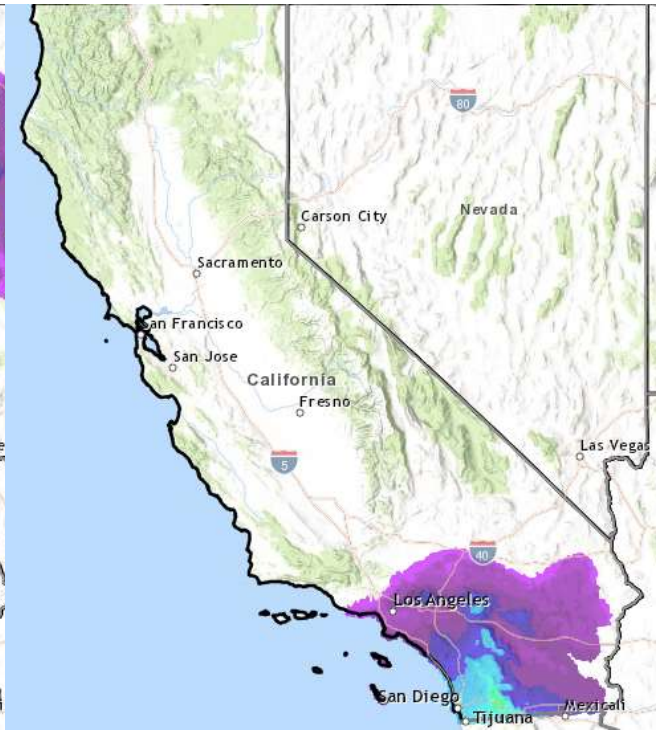 80
Carson City
Nevada
Sacramento
San Francisco
San Jose
California
Fresno
Las Vegas
5
40
Los Angeles
San Diego
Mexicali
Tijuana